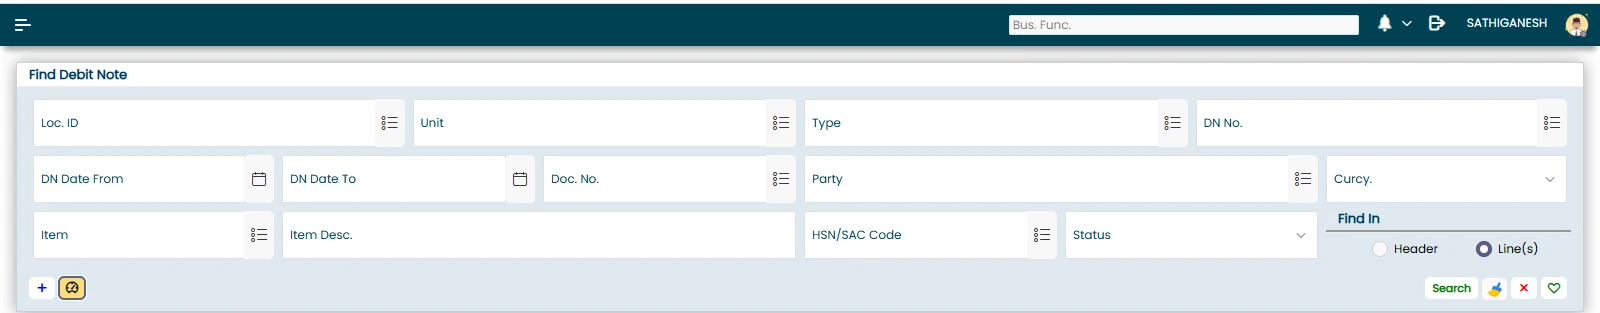 Bus. Func. SATHIGANESH
Find Debit Note
Loc. ID Unit Type DN No.
DN Date From DN Date To Doc. No. Party Curcy.
Find In
Item Item Desc. HSN/SAC Code Status
Header Line(s)
+ Search